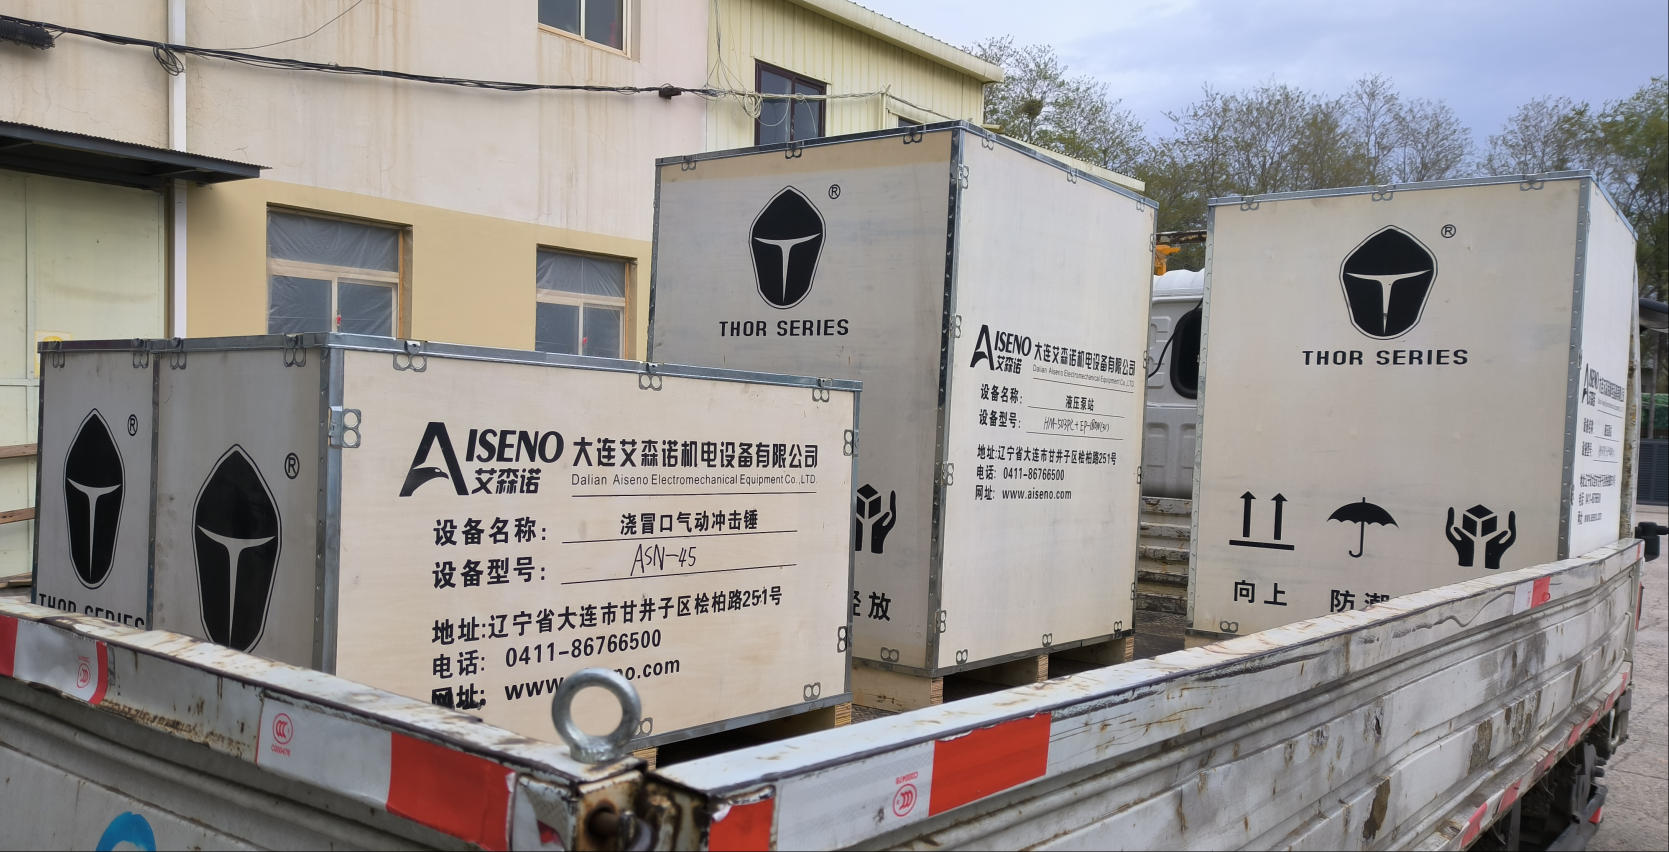 ®
THOR SERIES
®
AISENO
艾森诺
大连艾森诺机电设备有限公司
Dalian Aiseno Electromechanical Equipment Co.,LTD.
设备名称: 浇冒口气动冲击锤
设备型号: ASN-45
地址:辽宁省大连市甘井子区桧柏路251号
电话: 0411-86766500
网址:
®
THOR SERIES
轻放
AISENO
艾森诺
大连艾森诺机电设备有限公司
Dalian Aiseno Electromechanical Equipment Co.,LTD.
设备名称: 液压泵站
设备型号:
地址:辽宁省大连市甘井子区桧柏路251号
电话: 0411-86766500
网址: www.aiseno.com
®
THOR SERIES
向上
防潮